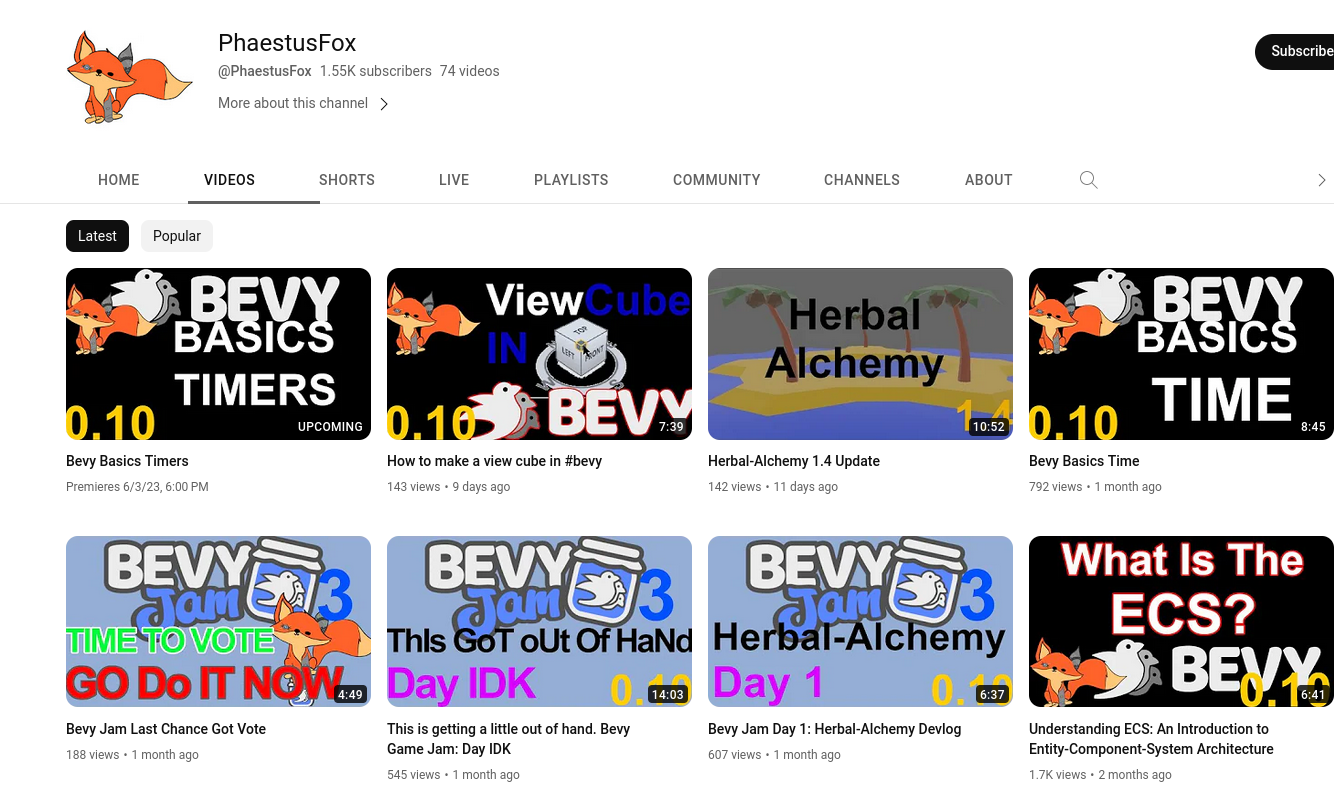 PhaestusFox
@PhaestusFox 1.55K subscribers 74 videos
More about this channel
Subscribe
HOME VIDEOS SHORTS LIVE PLAYLISTS COMMUNITY CHANNELS ABOUT
Latest Popular
BEVY
BASICS
TIMERS
0.10
UPCOMING
Bevy Basics Timers
Premieres 6/3/23, 6:00 PM
ViewCube
IN
TOP
LEFT FRONT
BEVY
0.10
7:39
How to make a view cube in #bevy
143 views • 9 days ago
Herbal
Alchemy
1.4
10:52
Herbal-Alchemy 1.4 Update
142 views • 11 days ago
BEVY
BASICS
TIME
0.10
8:45
Bevy Basics Time
792 views • 1 month ago
BEVY
Jam 3
TIME TO VOTE
GO Do IT NOW
4:49
Bevy Jam Last Chance Got Vote
188 views • 1 month ago
BEVY
Jam 3
ThIs GoT oUt Of HaNd
Day IDK
0.10
14:03
This is getting a little out of hand. Bevy
Game Jam: Day IDK
545 views • 1 month ago
BEVY
Jam 3
Herbal-Alchemy
Day 1
0.10
6:37
Bevy Jam Day 1: Herbal-Alchemy Devlog
607 views • 1 month ago
What Is The
ECS?
BEVY
0.10
6:41
Understanding ECS: An Introduction to
Entity-Component-System Architecture
1.7K views • 2 months ago